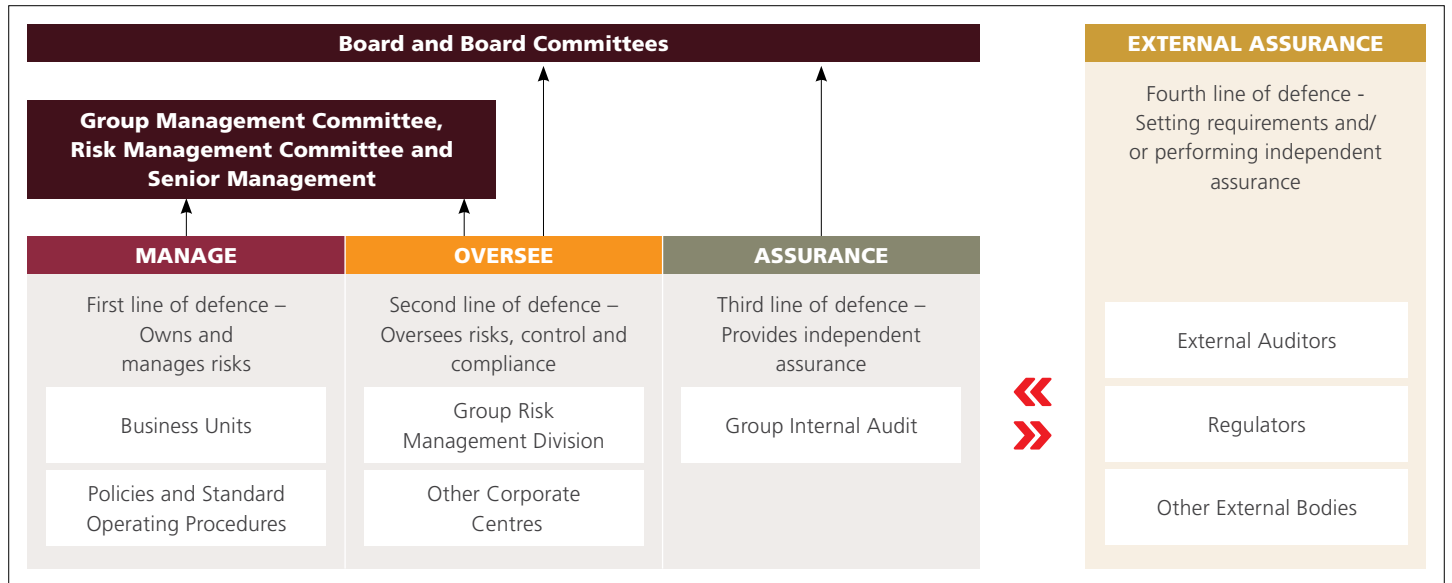 Board and Board Committees
Group Management Committee,
Risk Management Committee and
Senior Management
MANAGE
First line of defence –
Owns and
manages risks
Business Units
Policies and Standard
Operating Procedures
OVERSEE
Second line of defence –
Oversees risks, control and
compliance
Group Risk
Management Division
Other Corporate
Centres
ASSURANCE
Third line of defence –
Provides independent
assurance
Group Internal Audit
EXTERNAL ASSURANCE
Fourth line of defence -
Setting requirements and/
or performing independent
assurance
External Auditors
Regulators
Other External Bodies